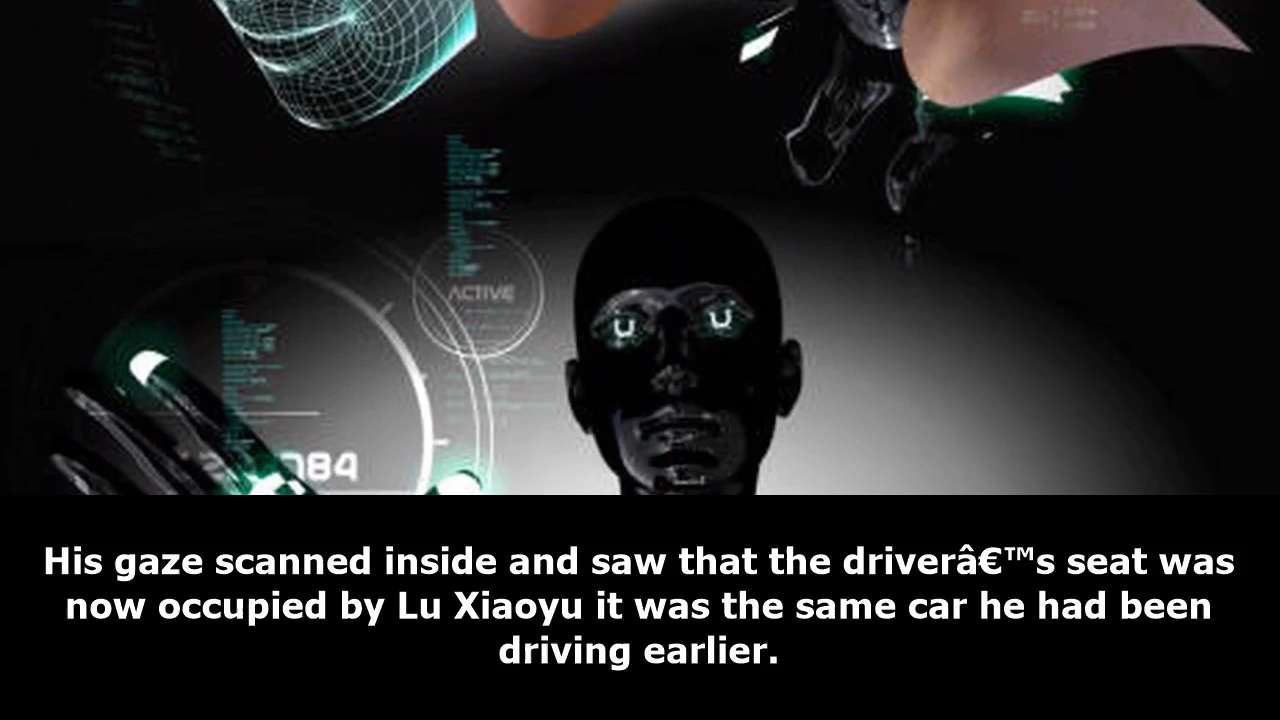 ACTIVE
084
His gaze scanned inside and saw that the driverâ€™s seat was
now occupied by Lu Xiaoyu it was the same car he had been
driving earlier.